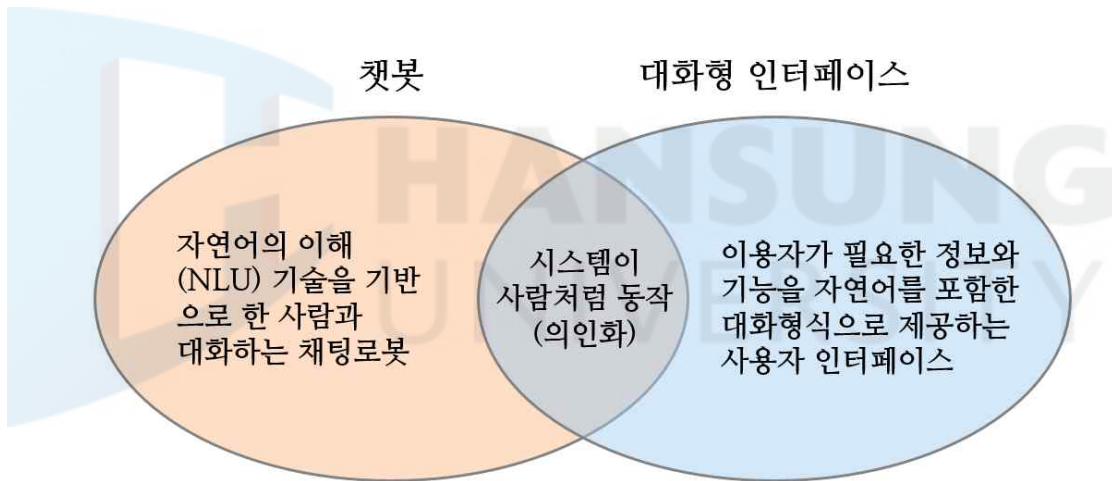 챗봇
대화형 인터페이스
HANSUNG
UNIVERSITY
자연어의 이해
(NLU) 기술을 기반
으로 한 사람과
대화하는 채팅로봇
시스템이
사람처럼 동작
(의인화)
이용자가 필요한 정보와
기능을 자연어를 포함한
대화형식으로 제공하는
사용자 인터페이스